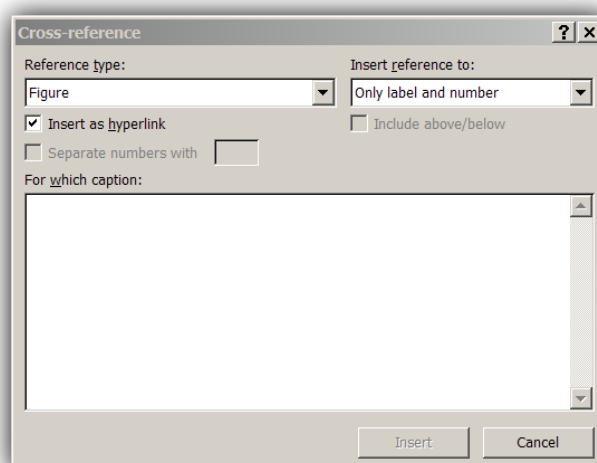 Cross-reference
Reference type: Insert reference to:
Figure Only label and number
Insert as hyperlink Include above/below
Separate numbers with
For which caption:
Insert Cancel